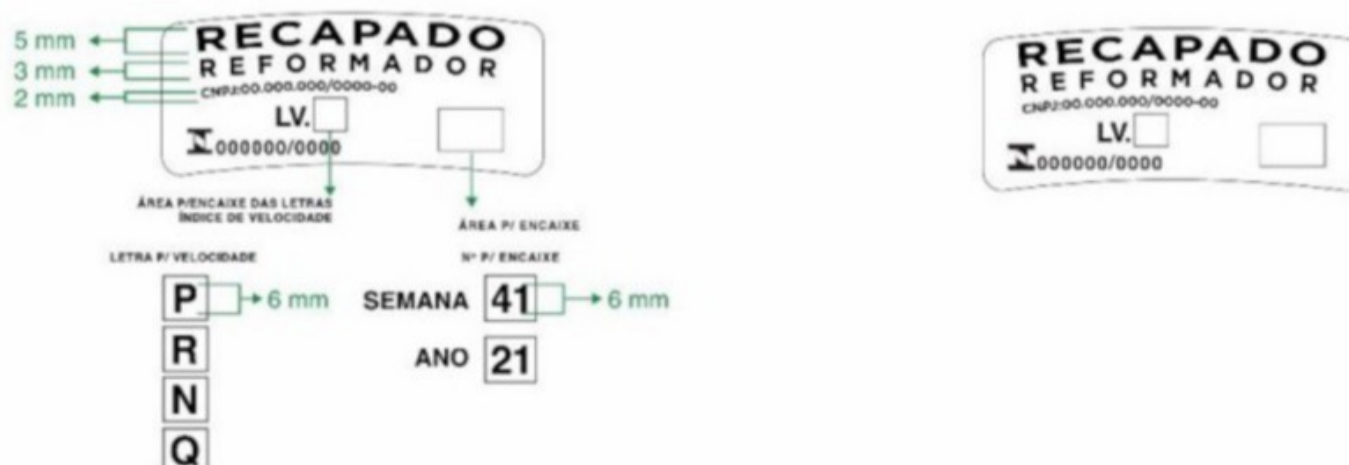 5 mm
3 mm
2 mm
RECAPADO
REFORMADOR
CNPJ:00.000.000/0000-00
LV.
000000/0000
ÁREA P/ENCAIXE DAS LETRAS
ÍNDICE DE VELOCIDADE
ÁREA P/ ENCAIXE
LETRA P/ VELOCIDADE
Nº P/ ENCAIXE
P
6 mm
SEMANA 41
6 mm
R
ANO 21
N
Q
RECAPADO
REFORMADOR
CNPJ:00.000.000/0000-00
LV.
000000/0000